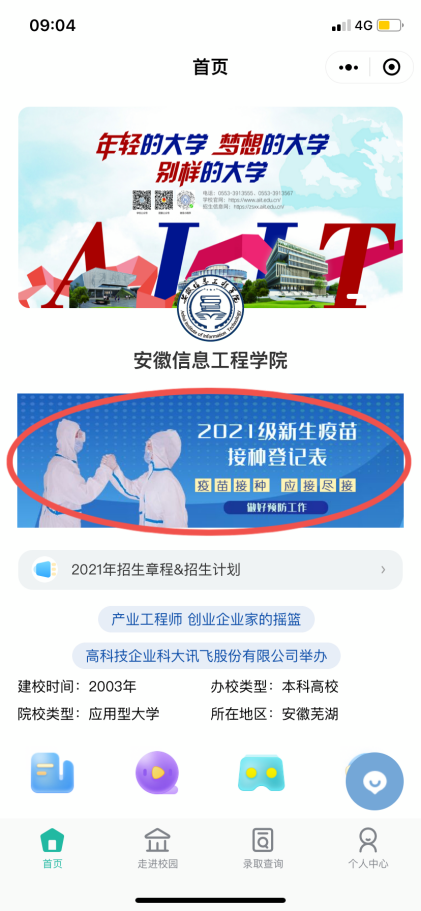 09:04
4G
首页
年轻的大学 梦想的大学
别样的大学
电话：0553-3913555、0553-3913567
学校官网：https://www.aiit.edu.cn/
招生信息网：https://zsxx.aiit.edu.cn/
AIIT
安徽信息工程学院
Anhui Institute of Information Technology
安徽信息工程学院
2021级新生疫苗
接种登记表
疫苗接种 应接尽接
做好预防工作
2021年招生章程&招生计划
产业工程师 创业企业家的摇篮
高科技企业科大讯飞股份有限公司举办
建校时间：2003年 办校类型：本科高校
院校类型：应用型大学 所在地区：安徽芜湖
首页 走进校园 录取查询 个人中心